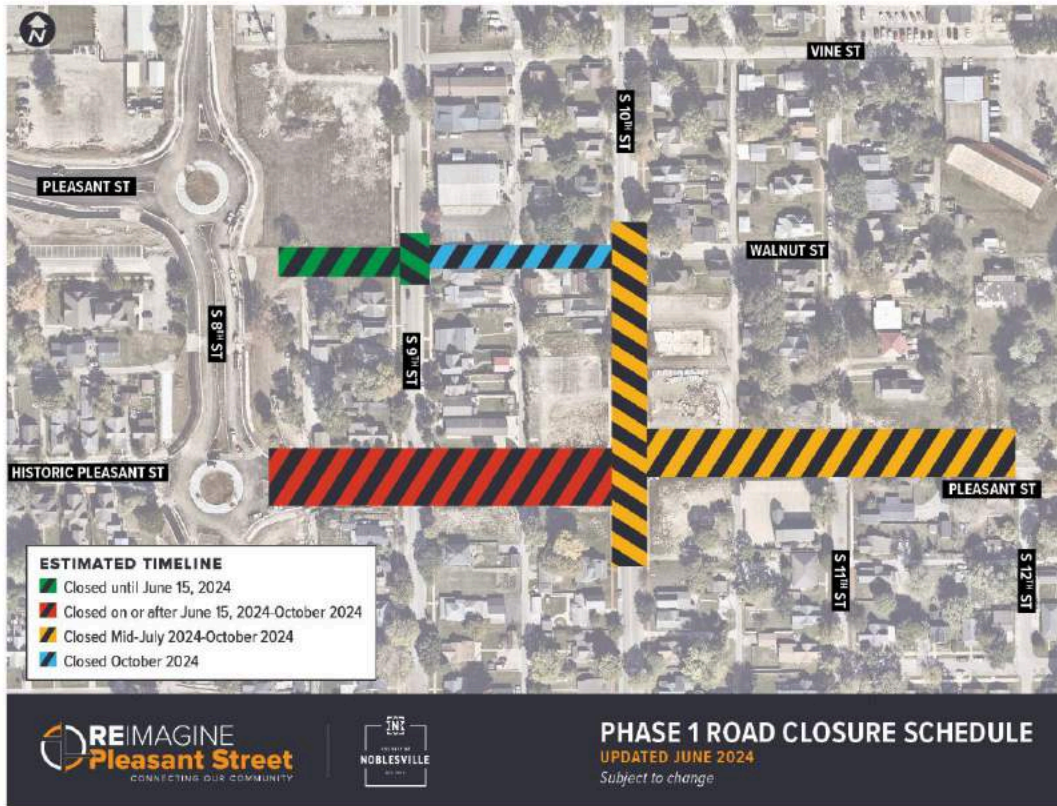 N
VINE ST
S 10TH ST
PLEASANT ST
WALNUT ST
S 8TH ST
S 9TH ST
HISTORIC PLEASANT ST
PLEASANT ST
S 11TH ST
S 12TH ST
ESTIMATED TIMELINE
Closed until June 15, 2024
Closed on or after June 15, 2024-October 2024
Closed Mid-July 2024-October 2024
Closed October 2024
REIMAGINE
Pleasant Street
CONNECTING OUR COMMUNITY
N
NOBLESVILLE
PHASE 1 ROAD CLOSURE SCHEDULE
UPDATED JUNE 2024
Subject to change